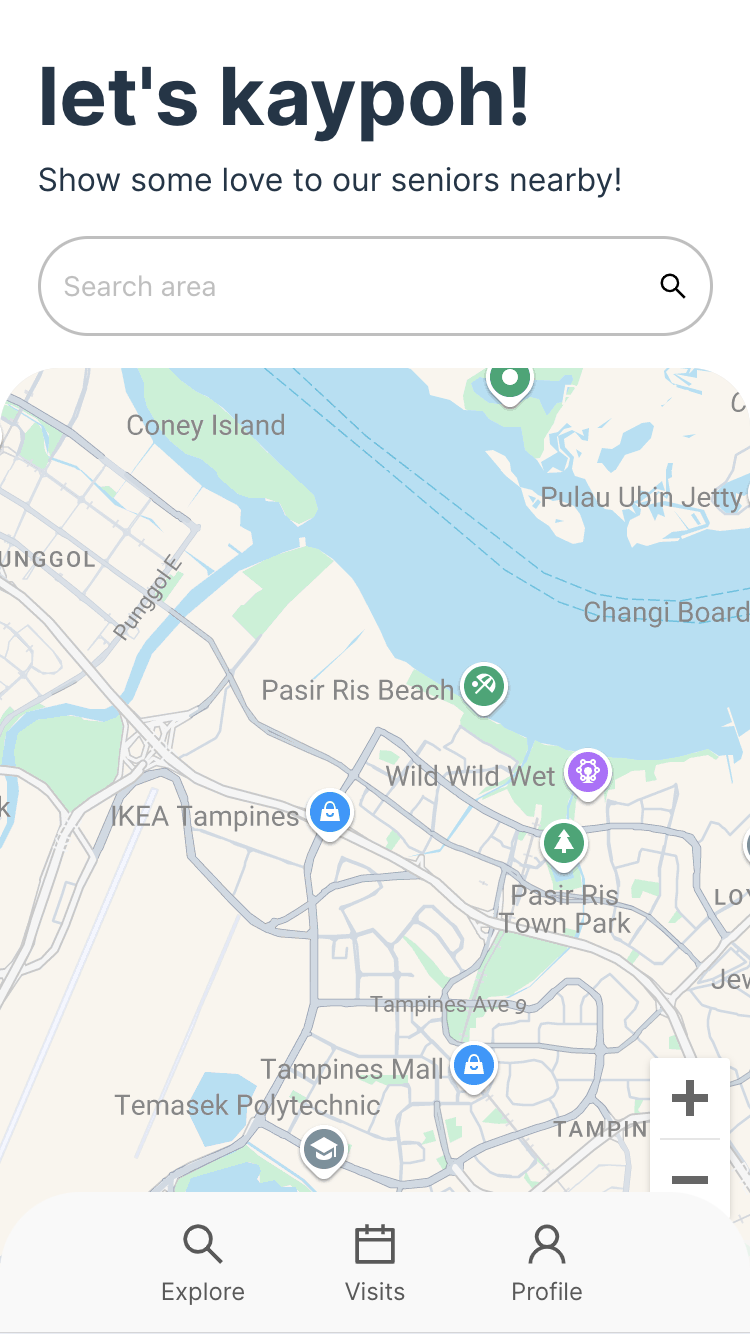 let's kaypoh!
Show some love to our seniors nearby!
Search area
Coney Island
Pulau Ubin Jetty
UNGGOL
Punggol E
Changi Board
Pasir Ris Beach
Wild Wild Wet
IKEA Tampines
k
Pasir Ris
Town Park
LOY
Jew
Tampines Ave 9
Tampines Mall
Temasek Polytechnic
TAMPIN
Explore
Visits
Profile